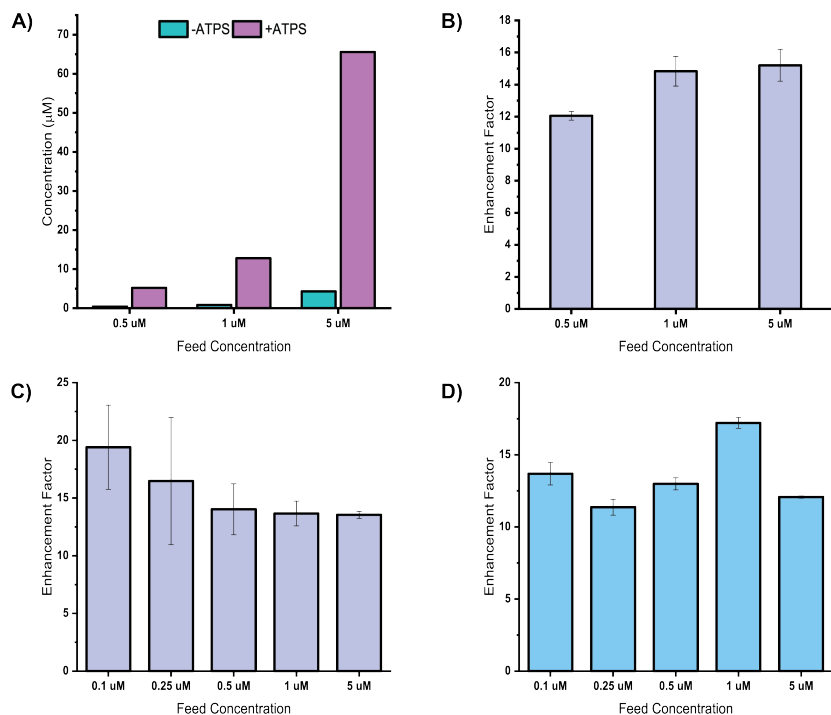 A)
-ATPS +ATPS
70
60
50
40
30
20
10
0
Concentration (μM)
0.5 uM 1 uM 5 uM
Feed Concentration
B)
18
16
14
12
10
8
6
4
2
0
Enhancement Factor
0.5 uM 1 uM 5 uM
Feed Concentration
C)
25
20
15
10
5
0
Enhancement Factor
0.1 uM 0.25 uM 0.5 uM 1 uM 5 uM
Feed Concentration
D)
20
15
10
5
0
Enhancement Factor
0.1 uM 0.25 uM 0.5 uM 1 uM 5 uM
Feed Concentration